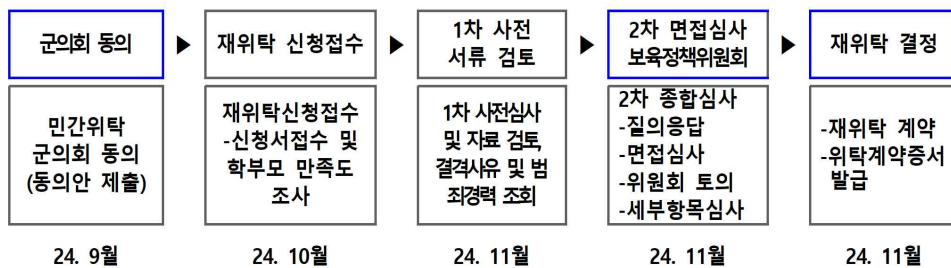 군의회 동의
▶
재위탁 신청접수
▶
1차 사전
서류 검토
▶
2차 면접심사
보육정책위원회
▶
재위탁 결정
민간위탁
군의회 동의
(동의안 제출)
재위탁신청접수
-신청서접수 및
학부모 만족도
조사
1차 사전심사
및 자료 검토,
결격사유 및 범
죄경력 조회
2차 종합심사
-질의응답
-면접심사
-위원회 토의
-세부항목심사
-재위탁 계약
-위탁계약증서
발급
24. 9월
24. 10월
24. 11월
24. 11월
24. 11월